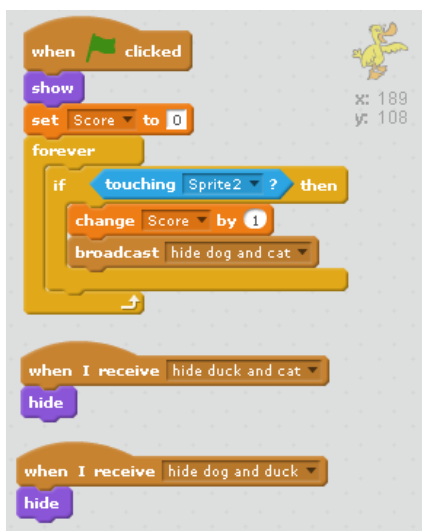 when clicked
show
x: 189
set Score to 0
y: 108
forever
if touching Sprite2 ? then
change Score by 1
broadcast hide dog and cat
when I receive hide duck and cat
hide
when I receive hide dog and duck
hide